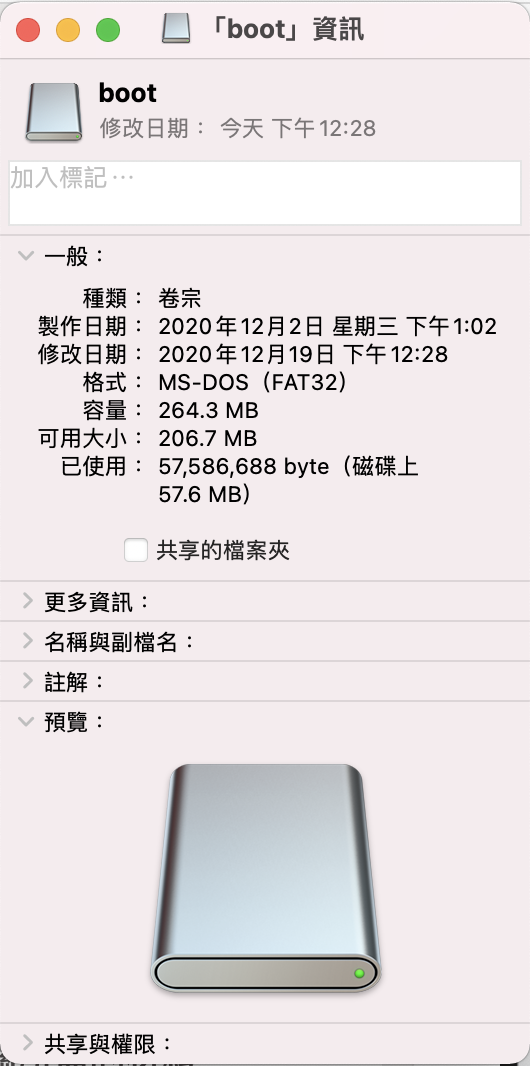 「boot」資訊
boot
修改日期： 今天 下午12:28
加入標記⋯
一般：
種類： 卷宗
製作日期： 2020年12月2日 星期三 下午1:02
修改日期： 2020年12月19日 下午12:28
格式： MS-DOS（FAT32）
容量： 264.3 MB
可用大小： 206.7 MB
已使用： 57,586,688 byte（磁碟上
57.6 MB）
共享的檔案夾
更多資訊：
名稱與副檔名：
註解：
預覽：
共享與權限：